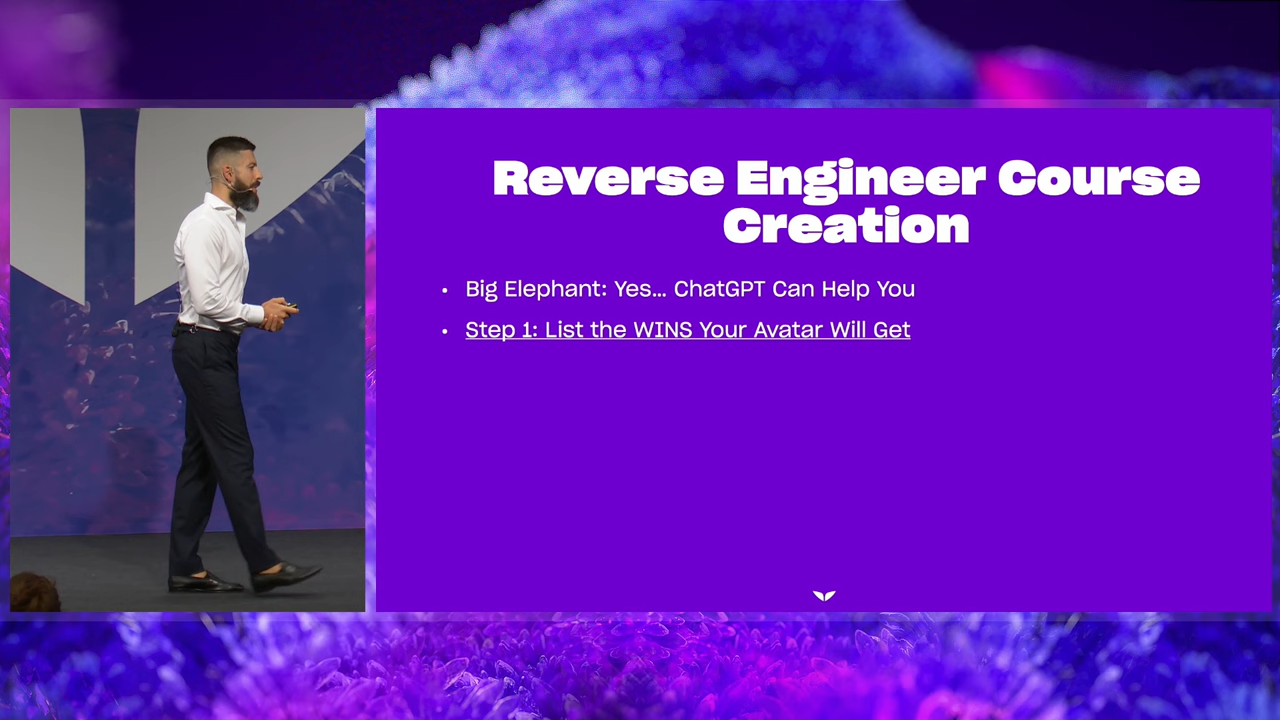 Reverse Engineer Course
Creation
• Big Elephant: Yes... ChatGPT Can Help You
• Step 1: List the WINS Your Avatar Will Get